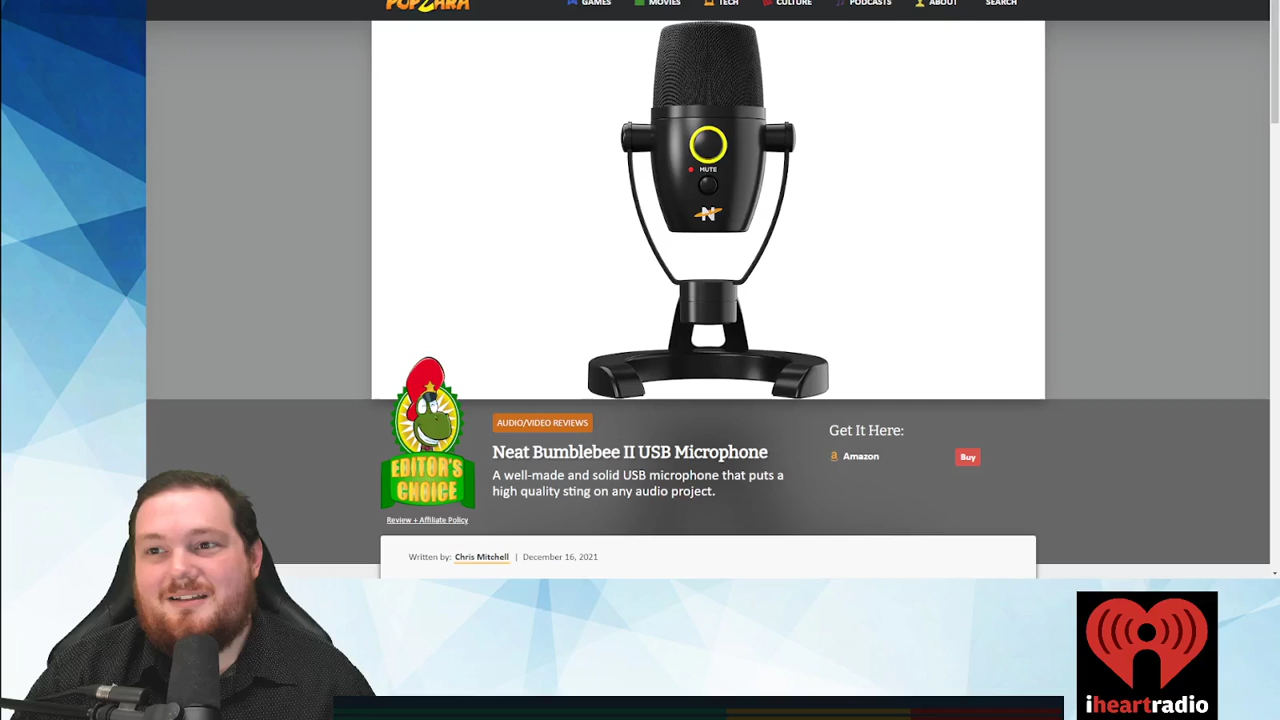 POPZARA
GAMES
MOVIES
TECH
CULTURE
PODCASTS
ABOUT
SEARCH
MUTE
N
EDITOR'S
CHOICE
Review + Affiliate Policy
AUDIO/VIDEO REVIEWS
Neat Bumblebee II USB Microphone
A well-made and solid USB microphone that puts a
high quality sting on any audio project.
Get It Here:
Amazon
Buy
Written by: Chris Mitchell | December 16, 2021
iheartradio